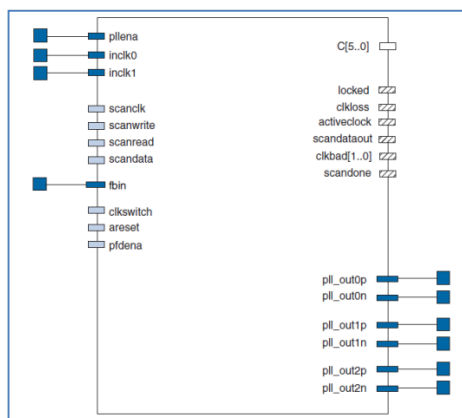 pllena
inclk0
inclk1
scanclk
scanwrite
scanread
scandata
fbin
clkswitch
areset
pfdena
C[5..0]
locked
clkloss
activeclock
scandataout
clkbad[1..0]
scandone
pll_out0p
pll_out0n
pll_out1p
pll_out1n
pll_out2p
pll_out2n